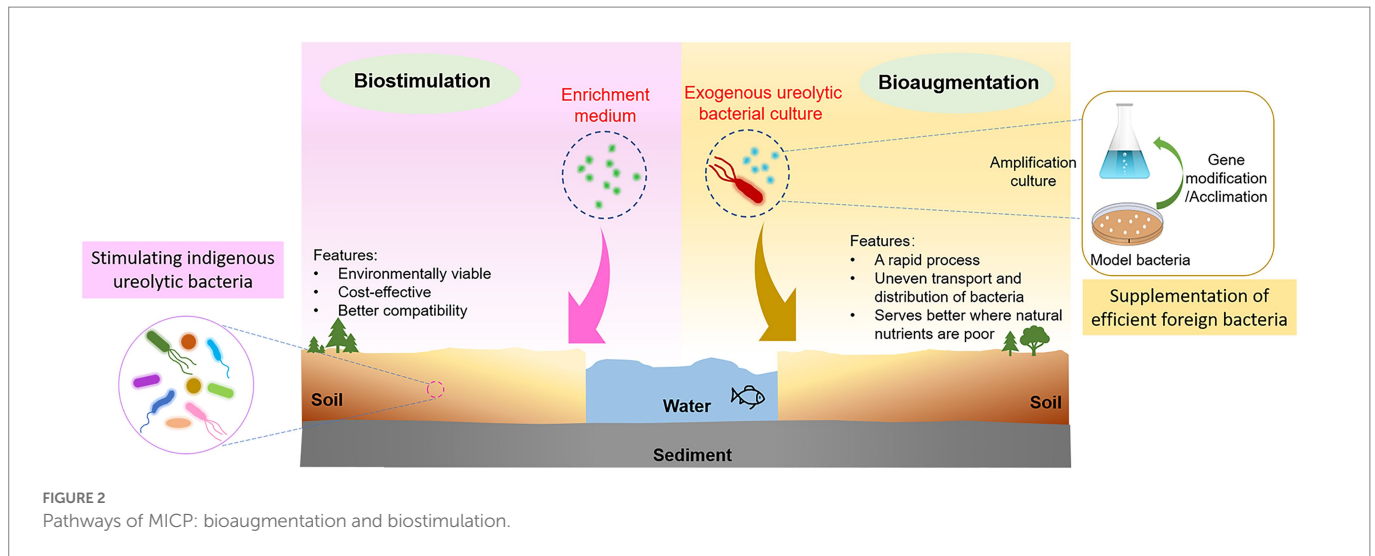 Biostimulation
Enrichment
medium
Stimulating indigenous
ureolytic bacteria
Features:
• Environmentally viable
• Cost-effective
• Better compatibility
Bioaugmentation
Exogenous ureolytic
bacterial culture
Features:
• A rapid process
• Uneven transport and
distribution of bacteria
• Serves better where natural
nutrients are poor
Amplification
culture
Gene
modification
/Acclimation
Model bacteria
Supplementation of
efficient foreign bacteria
Soil
Water
Soil
Sediment
FIGURE 2
Pathways of MICP: bioaugmentation and biostimulation.